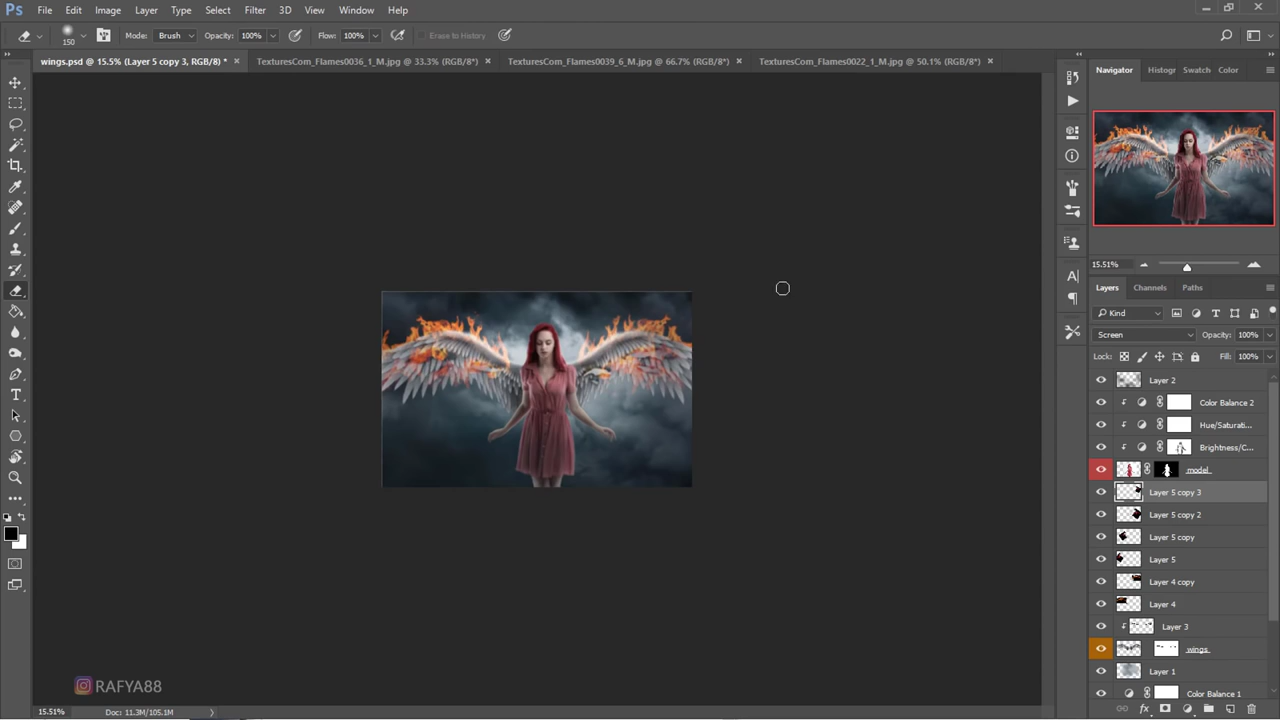 Ps File Edit Image Layer Type Select Filter 3D View Window Help
150 Mode: Brush Opacity: 100% Flow: 100% Erase to History
wings.psd @ 15.5% (Layer 5 copy 3, RGB/8) * TexturesCom_Flames0036_1_M.jpg @ 33.3% (RGB/8*) TexturesCom_Flames0039_6_M.jpg @ 66.7% (RGB/8*) TexturesCom_Flames0022_1_M.jpg @ 50.1% (RGB/8*)
Navigator Histogr Swatch Color
15.51%
Layers Channels Paths
Kind
Screen Opacity: 100%
Lock: Fill: 100%
Layer 2
Color Balance 2
Hue/Saturati...
Brightness/C...
model
Layer 5 copy 3
Layer 5 copy 2
Layer 5 copy
Layer 5
Layer 4 copy
Layer 4
Layer 3
wings
Layer 1
Color Balance 1
fx
RAFYA88
15.51% Doc: 11.3M/105.1M